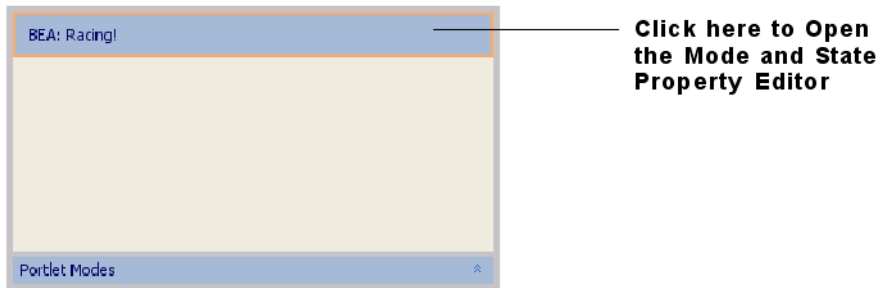 BEA: Racing!
Click here to Open
the Mode and State
Property Editor
Portlet Modes